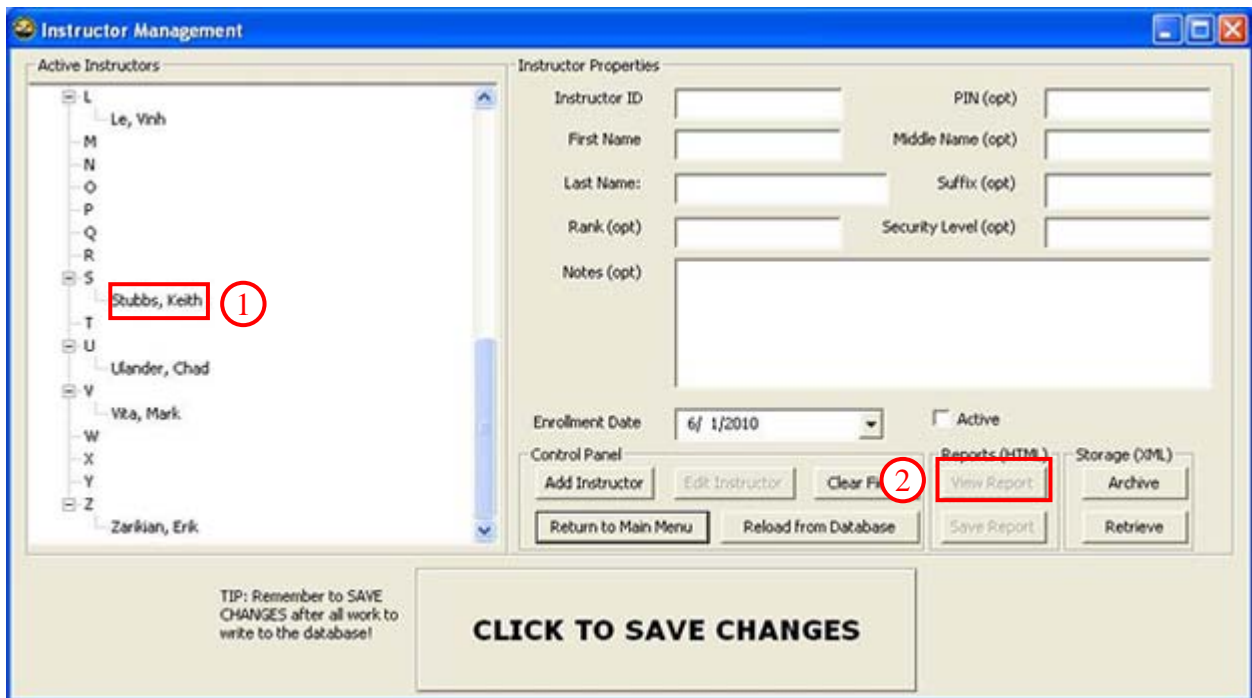 Instructor Management
Active Instructors
L
Le, Vinh
M
N
O
P
Q
R
S
Stubbs, Keith
1
T
U
Ulander, Chad
V
Vita, Mark
W
X
Y
Z
Zarikian, Erik
Instructor Properties
Instructor ID
PIN (opt)
First Name
Middle Name (opt)
Last Name:
Suffix (opt)
Rank (opt)
Security Level (opt)
Notes (opt)
Enrollment Date
6/ 1/2010
Active
Control Panel
Reports (HTML)
Storage (XML)
Add Instructor
Edit Instructor
Clear
2
View Report
Archive
Return to Main Menu
Reload from Database
Save Report
Retrieve
TIP: Remember to SAVE
CHANGES after all work to
write to the database!
CLICK TO SAVE CHANGES